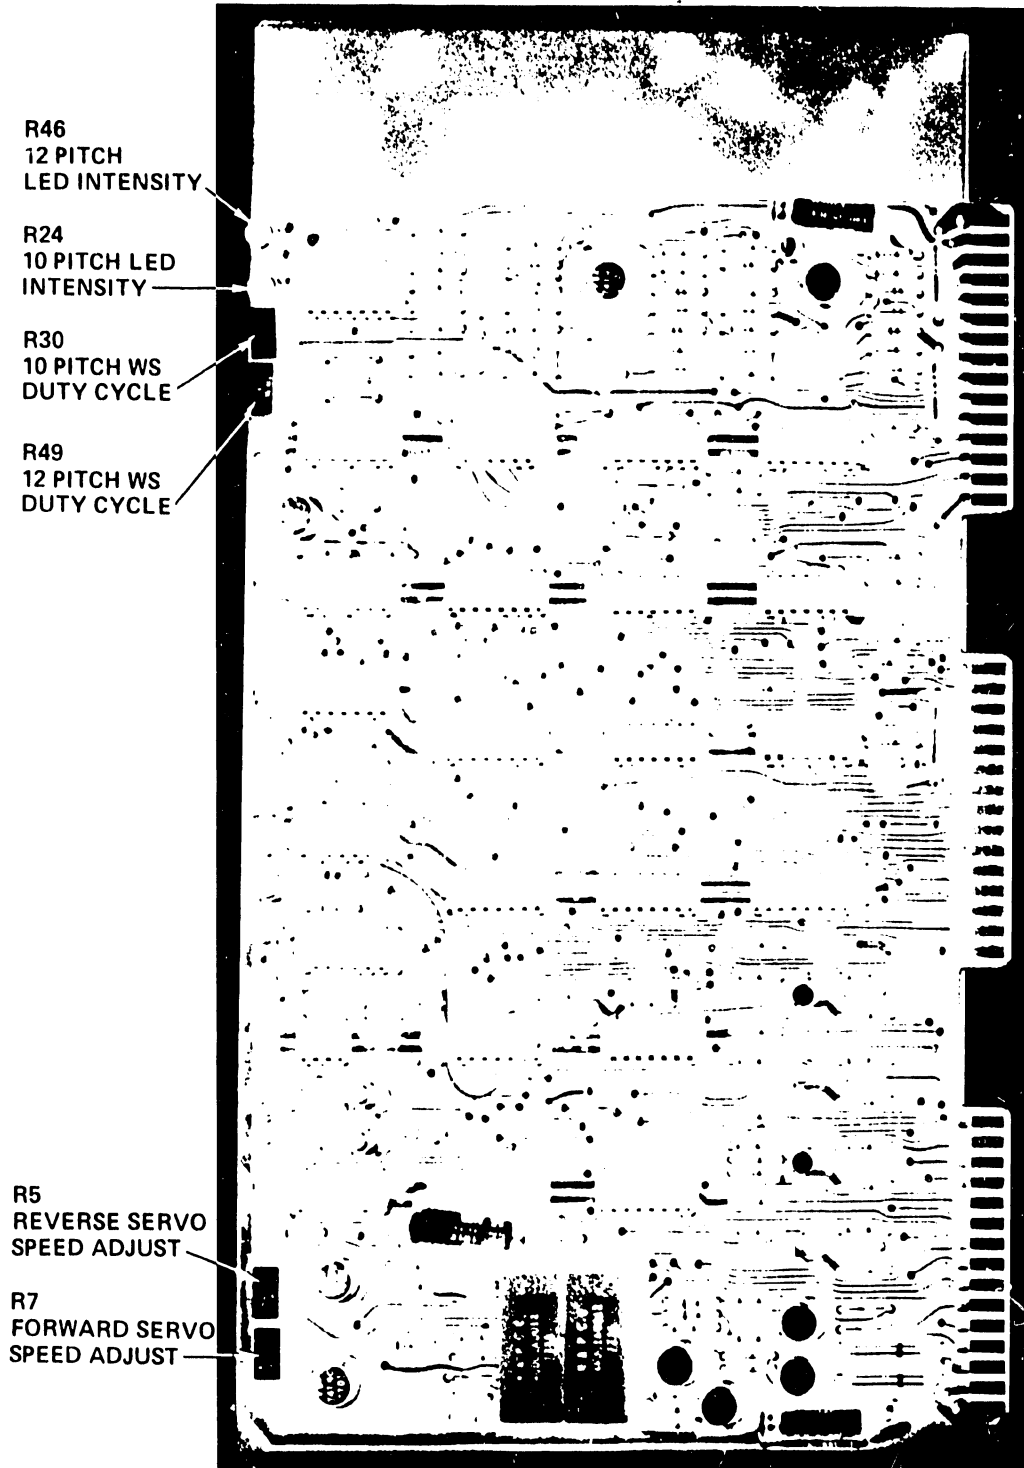 R46
12 PITCH
LED INTENSITY
R24
10 PITCH LED
INTENSITY
R30
10 PITCH WS
DUTY CYCLE
R49
12 PITCH WS
DUTY CYCLE
R5
REVERSE SERVO
SPEED ADJUST
R7
FORWARD SERVO
SPEED ADJUST